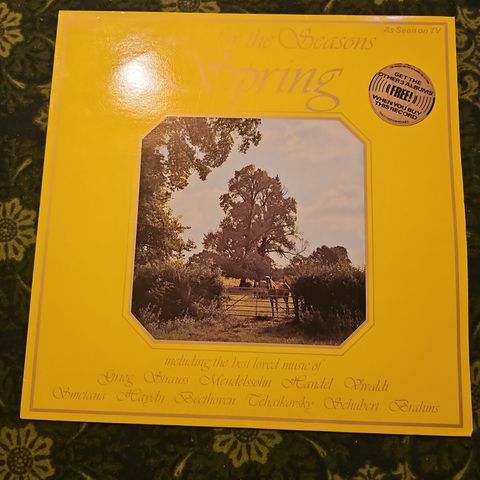 As Seen on TV
for the Seasons
Spring
GET THE
OTHER 3 ALBUMS
FREE!
WHEN YOU BUY
THIS RECORD
including the best loved music of
Grieg Strauss Mendelssohn Handel Vivaldi
Smetana Haydn Beethoven Tchaikovsky Schubert Brahms